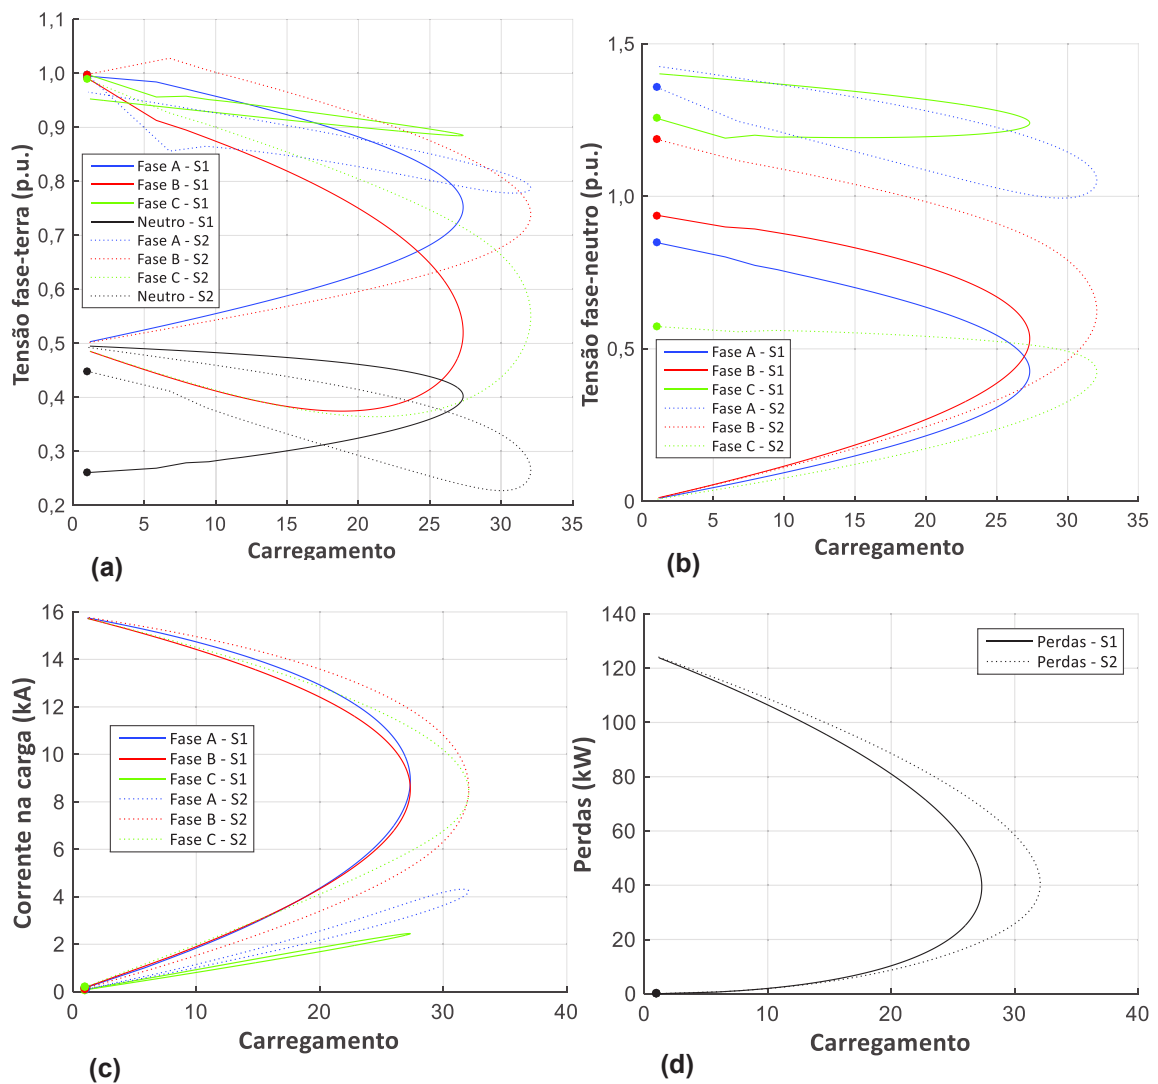 1,1
1,0
0,9
0,8
0,7
0,6
0,5
0,4
0,3
0,2
0
5
10
15
20
25
30
35
Tensão fase-terra (p.u.)
Carregamento
Fase A - S1
Fase B - S1
Fase C - S1
Neutro - S1
Fase A - S2
Fase B - S2
Fase C - S2
Neutro - S2
(a)
1,5
1,0
0,5
0
0
5
10
15
20
25
30
35
Tensão fase-neutro (p.u.)
Carregamento
Fase A - S1
Fase B - S1
Fase C - S1
Fase A - S2
Fase B - S2
Fase C - S2
(b)
16
14
12
10
8
6
4
2
0
0
10
20
30
40
Corrente na carga (kA)
Carregamento
Fase A - S1
Fase B - S1
Fase C - S1
Fase A - S2
Fase B - S2
Fase C - S2
(c)
140
120
100
80
60
40
20
0
0
10
20
30
40
Perdas (kW)
Carregamento
Perdas - S1
Perdas - S2
(d)